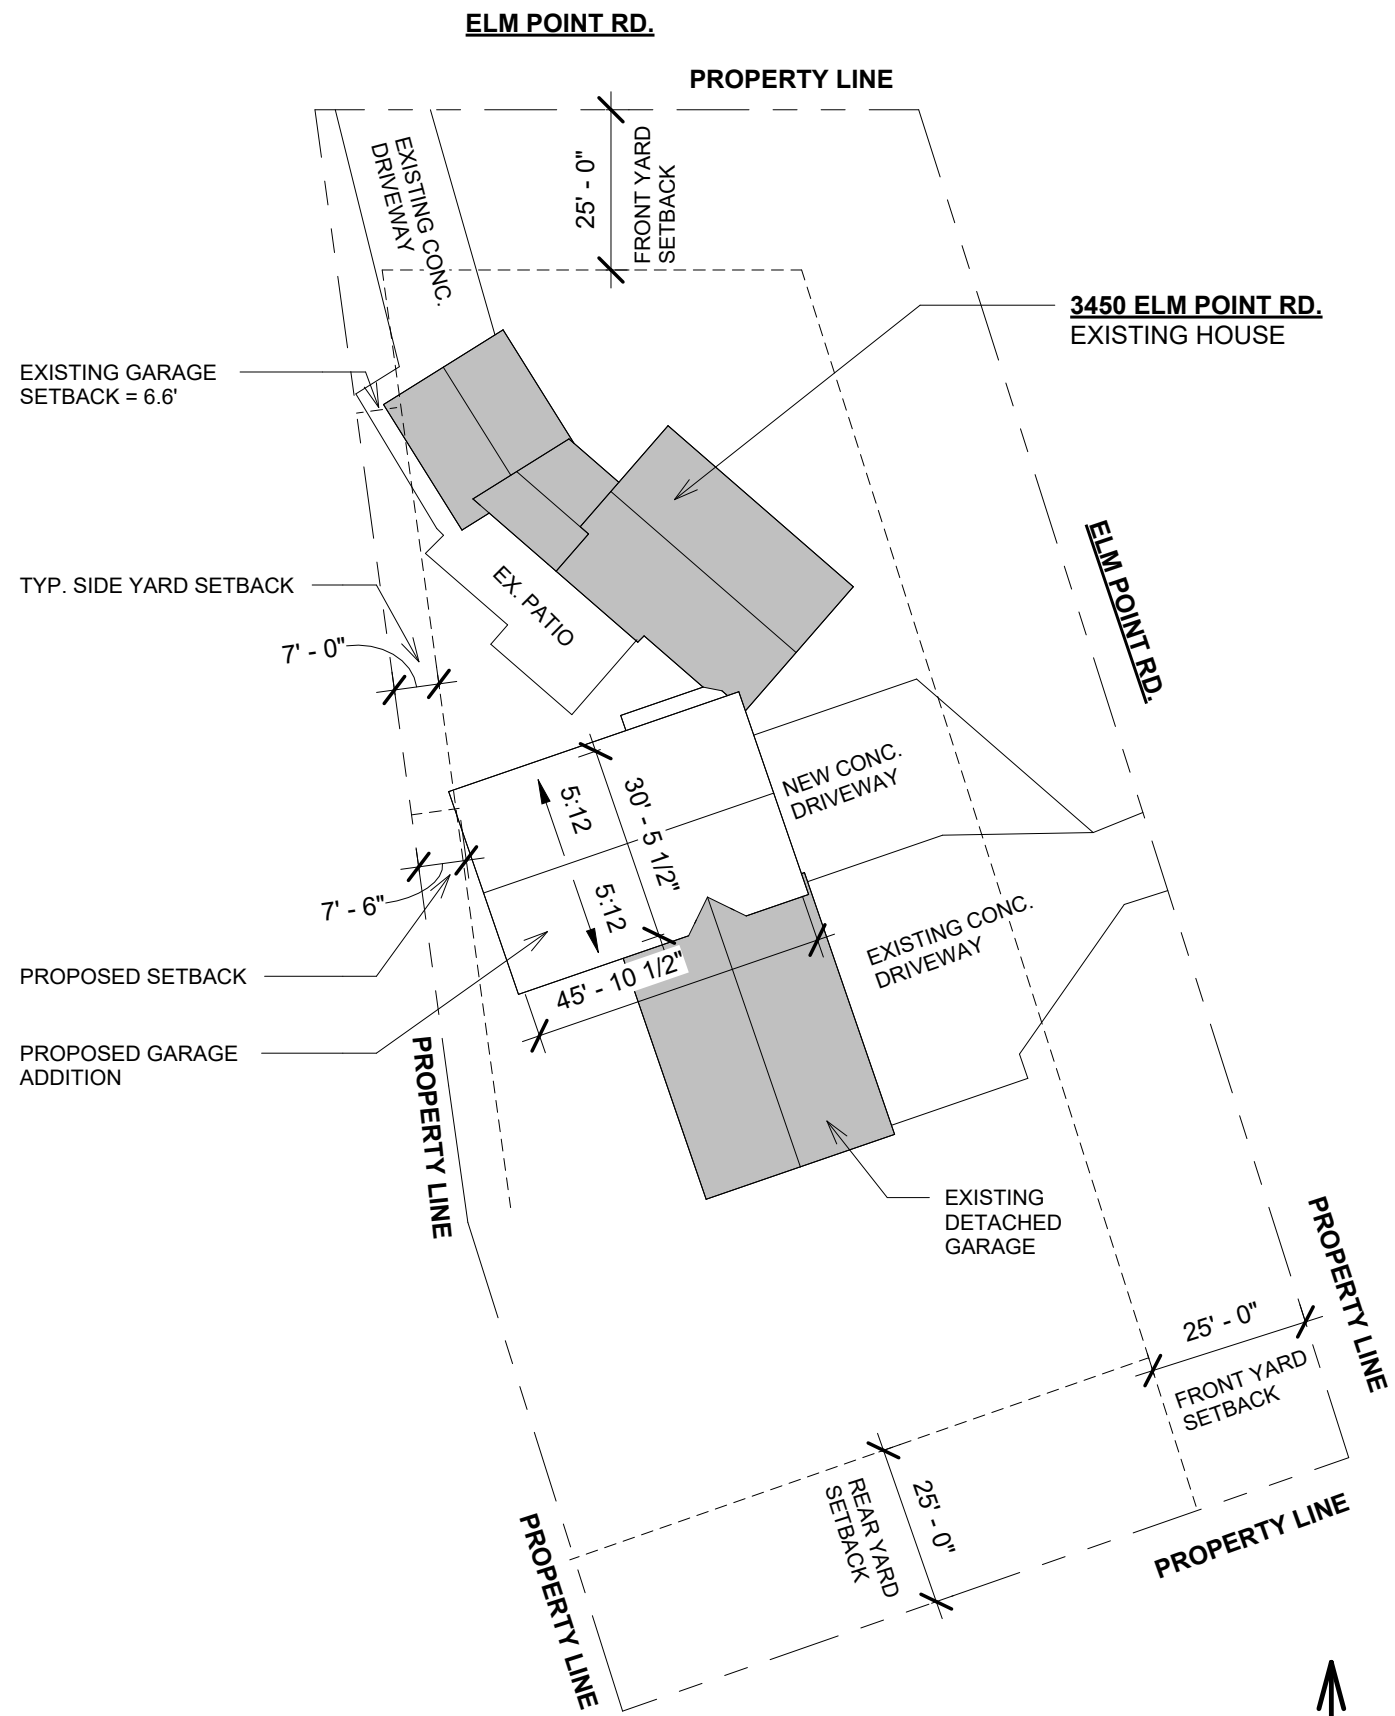 ELM POINT RD.
PROPERTY LINE
EXISTING CONC.
DRIVEWAY
25' - 0"
FRONT YARD
SETBACK
3450 ELM POINT RD.
EXISTING HOUSE
EXISTING GARAGE
SETBACK = 6.6'
ELM POINT RD.
TYP. SIDE YARD SETBACK
EX. PATIO
7' - 0"
NEW CONC.
DRIVEWAY
5:12
30' - 5 1/2"
5:12
7' - 6"
EXISTING CONC.
DRIVEWAY
PROPOSED SETBACK
45' - 10 1/2"
PROPOSED GARAGE
ADDITION
PROPERTY LINE
EXISTING
DETACHED
GARAGE
PROPERTY LINE
25' - 0"
FRONT YARD
SETBACK
REAR YARD
SETBACK
25' - 0"
PROPERTY LINE
PROPERTY LINE